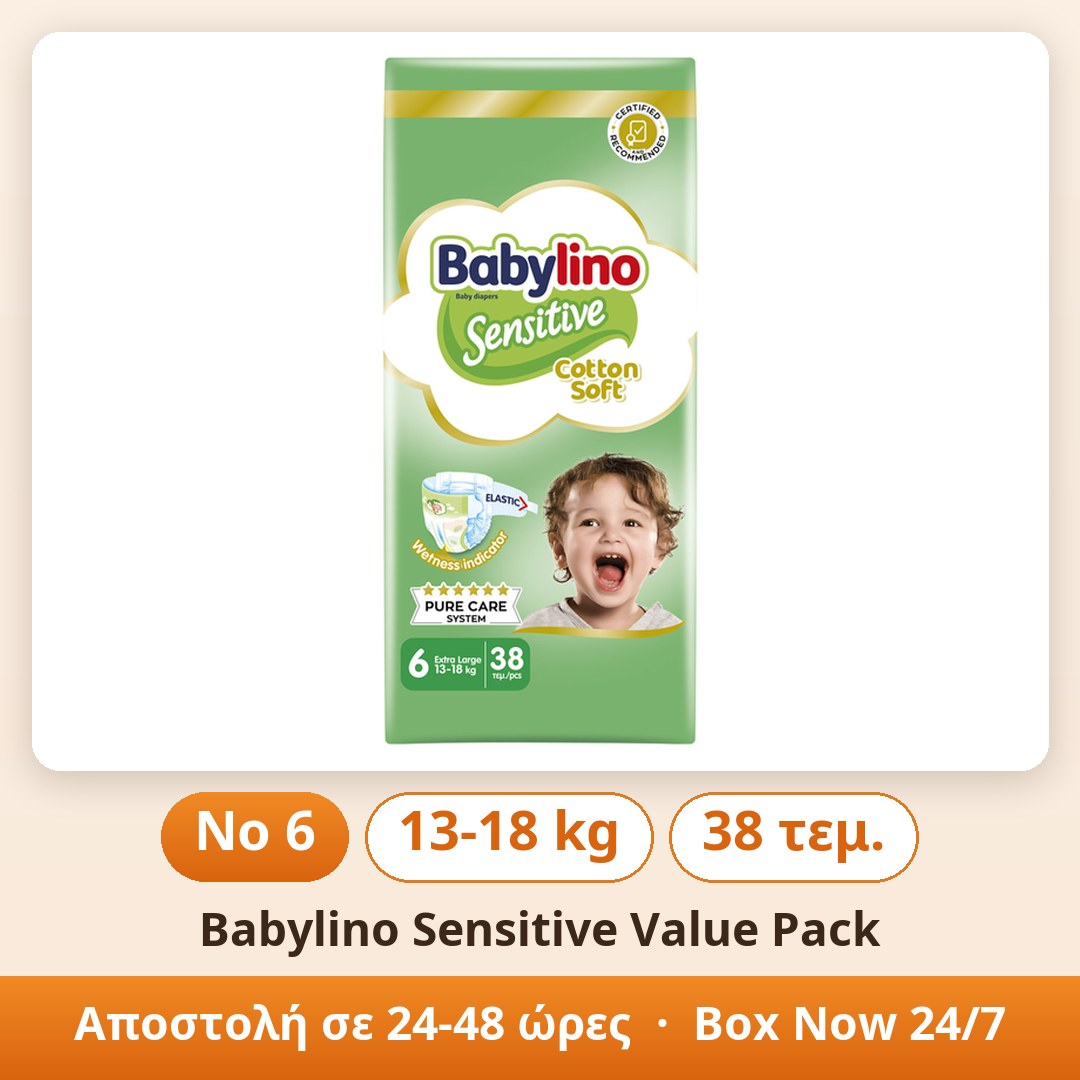 CERTIFIED
AND
RECOMMENDED
Babylino
Baby diapers
Sensitive
Cotton
Soft
ELASTIC
Wetness indicator
PURE CARE
SYSTEM
6 Extra Large 13-18 kg 38 τεμ./pcs
No 6 13-18 kg 38 τεμ.
Babylino Sensitive Value Pack
Αποστολή σε 24-48 ώρες · Box Now 24/7